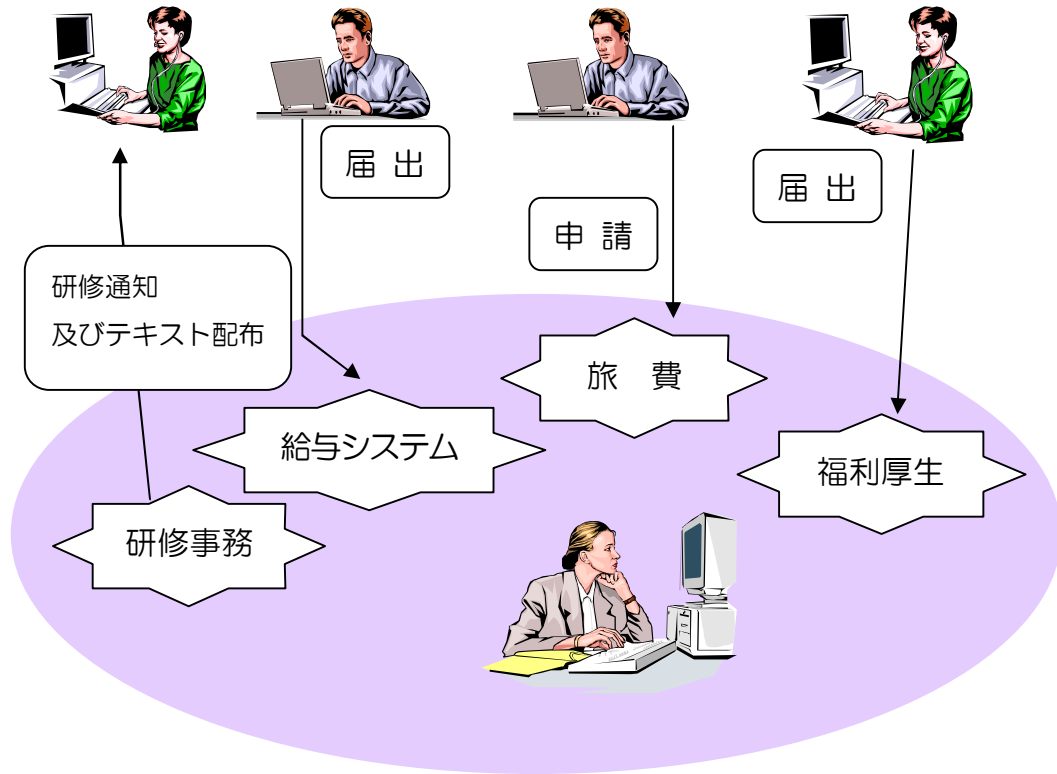 届 出
届 出
申 請
研修通知
及びテキスト配布
旅 費
給与システム
福利厚生
研修事務